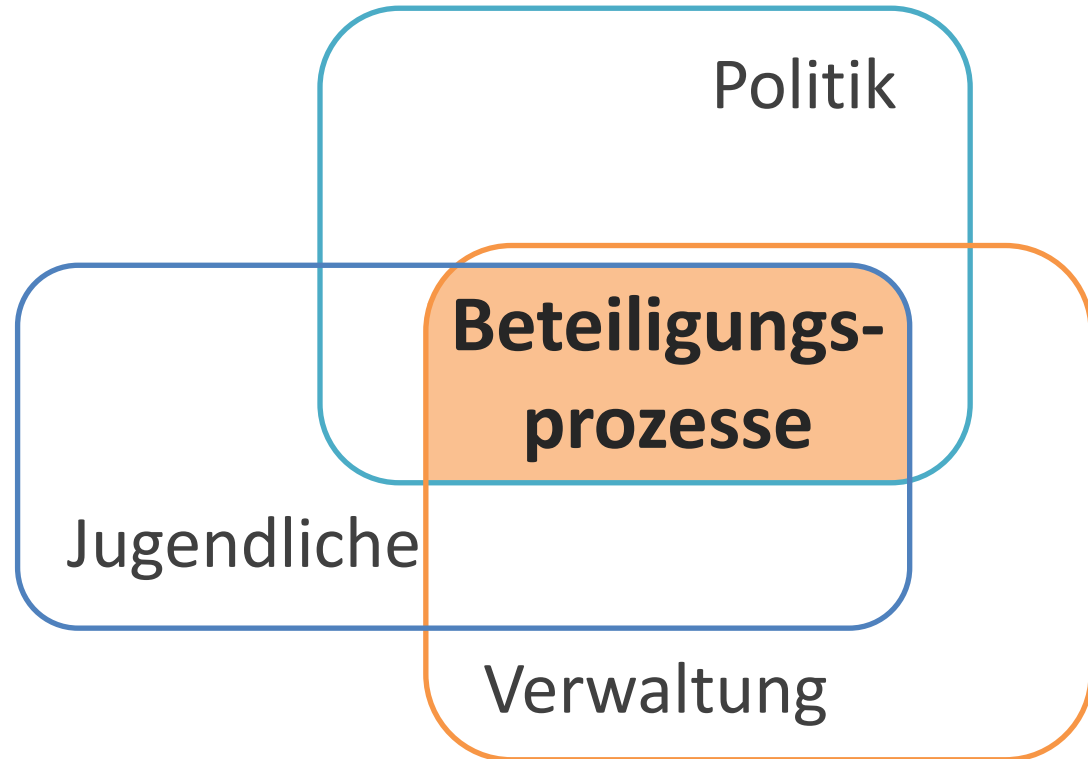 Politik
Beteiligungs-
prozesse
Jugendliche
Verwaltung